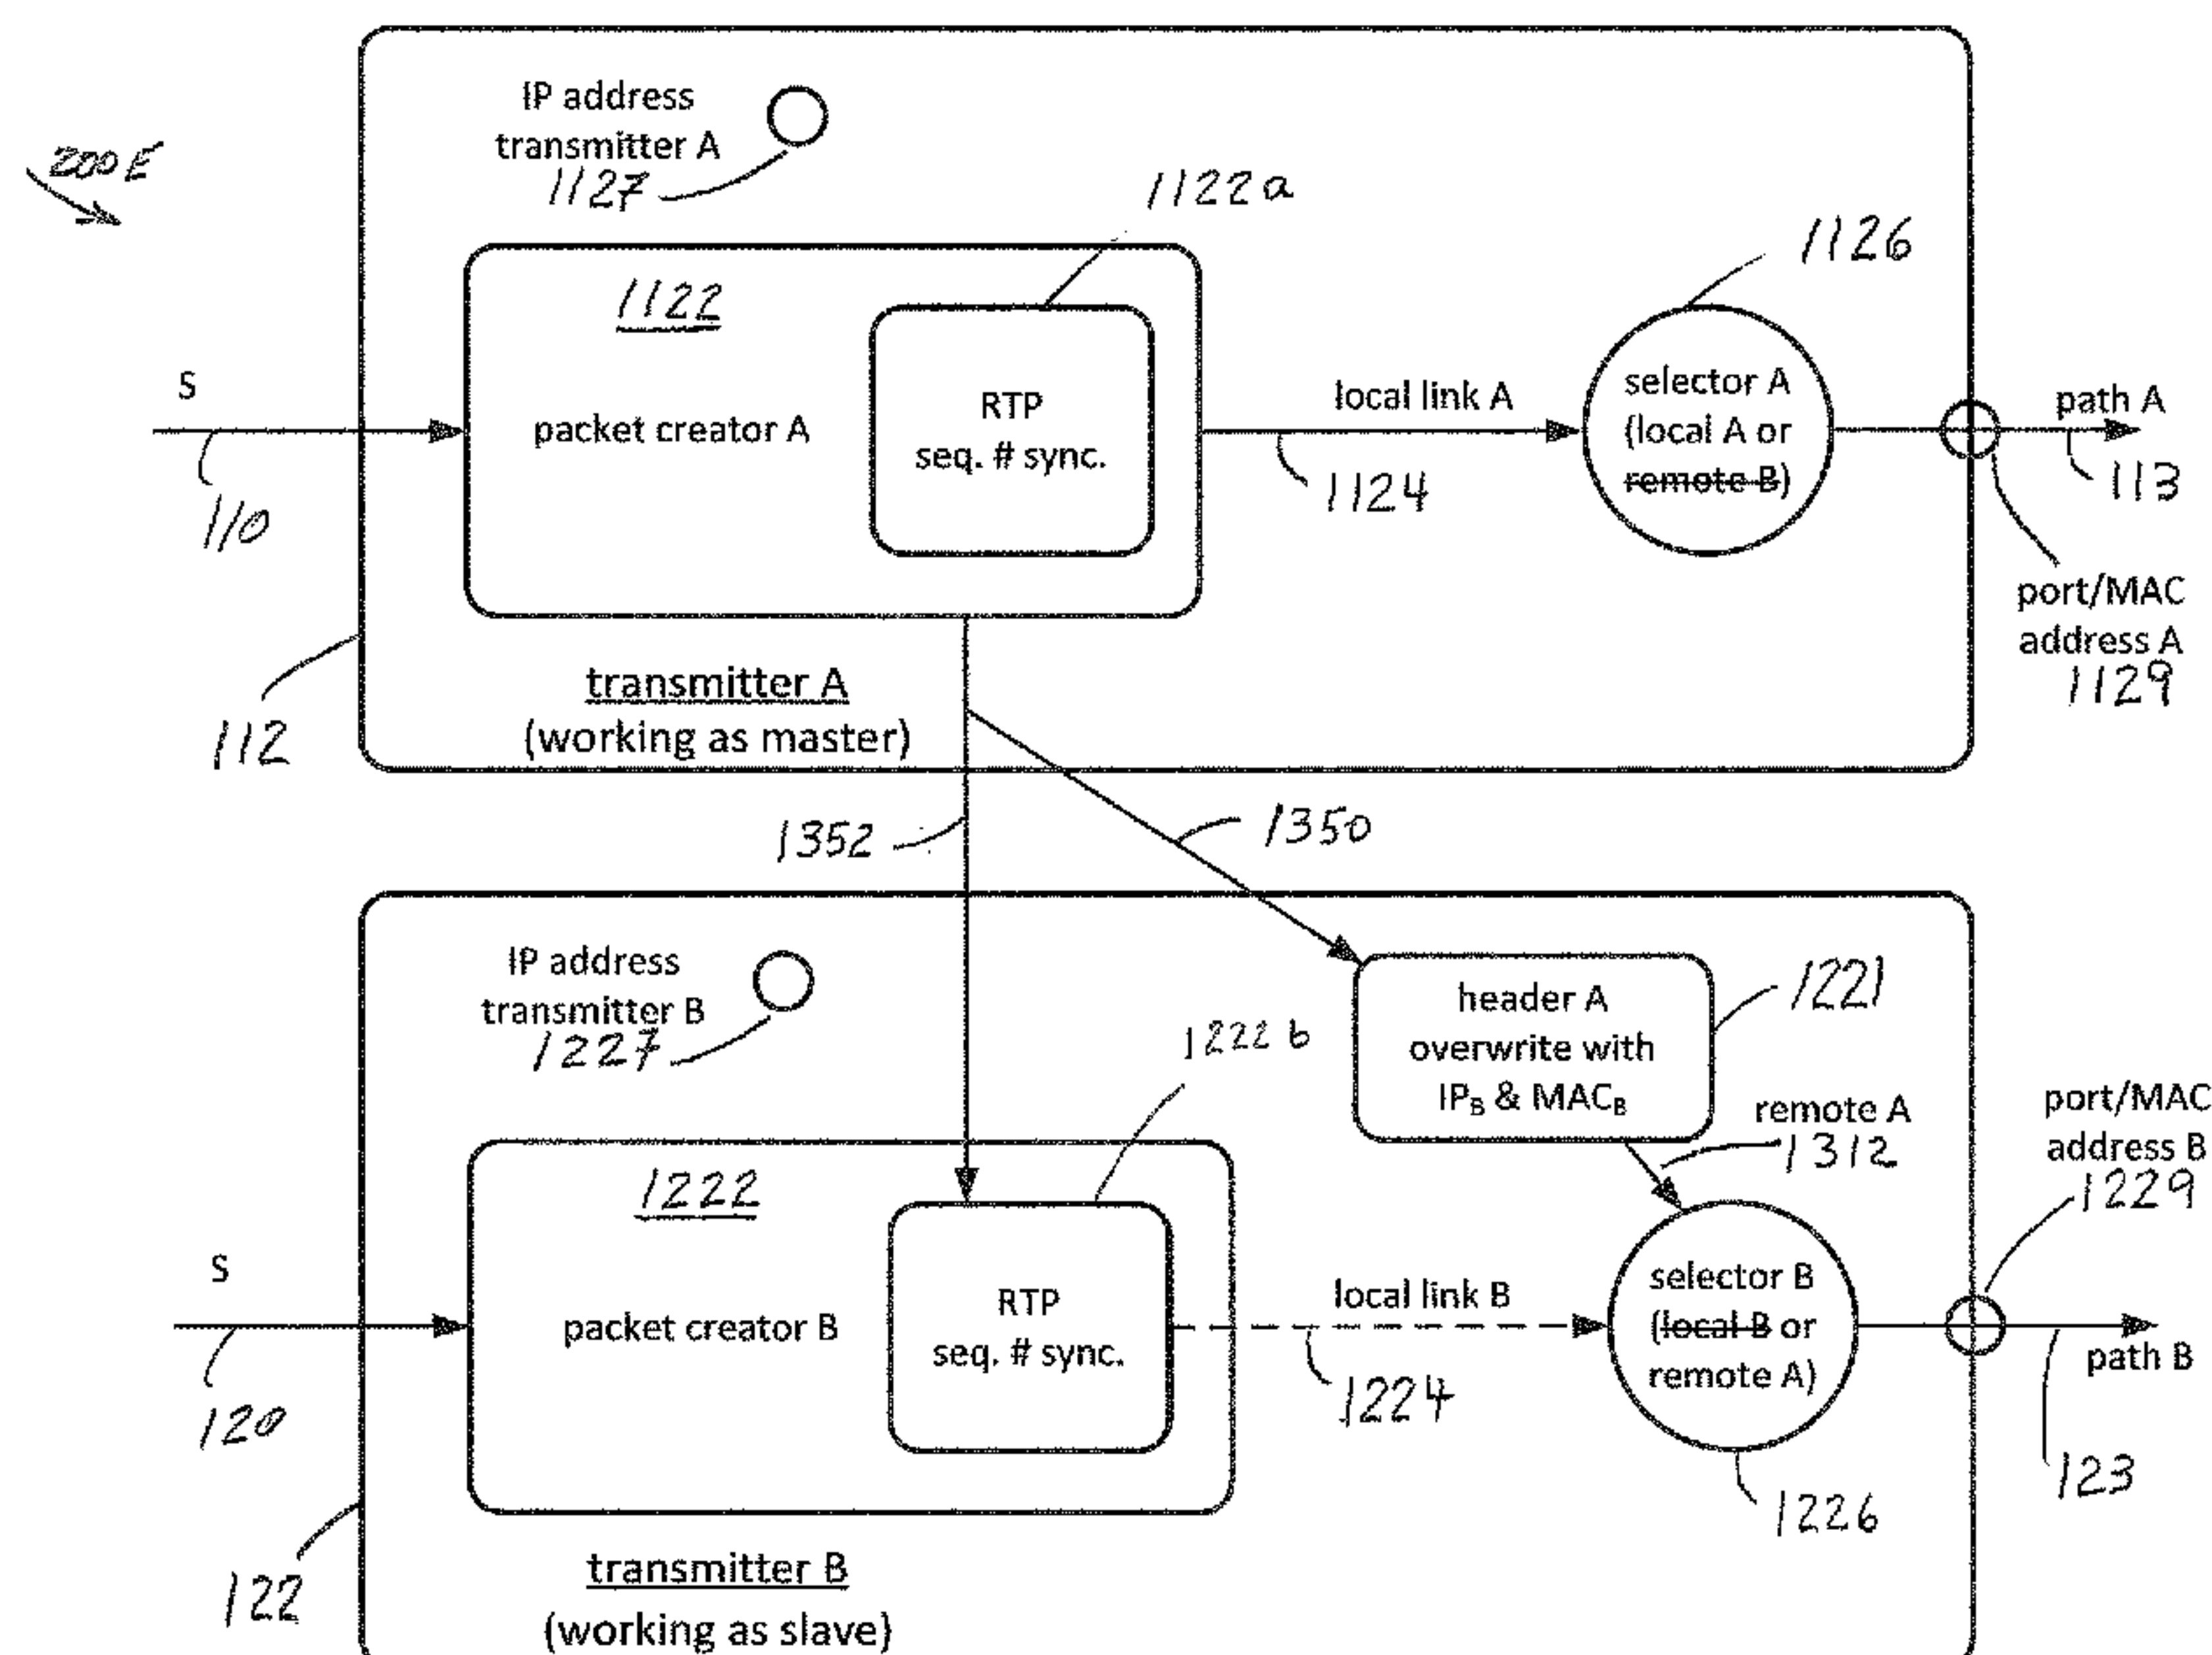 200E
IP address
transmitter A
1127
1122a
1126
1122
S
packet creator A
RTP
seq. # sync.
local link A
selector A
(local A or
remote B)
path A
110
1124
113
port/MAC
address A
1129
transmitter A
(working as master)
112
1352
1350
IP address
transmitter B
1227
1222b
header A
overwrite with
IPB & MACB
1221
remote A
1312
port/MAC
address B
1229
1222
S
packet creator B
RTP
seq. # sync.
local link B
selector B
(local B or
remote A)
path B
120
1224
123
1226
transmitter B
(working as slave)
122